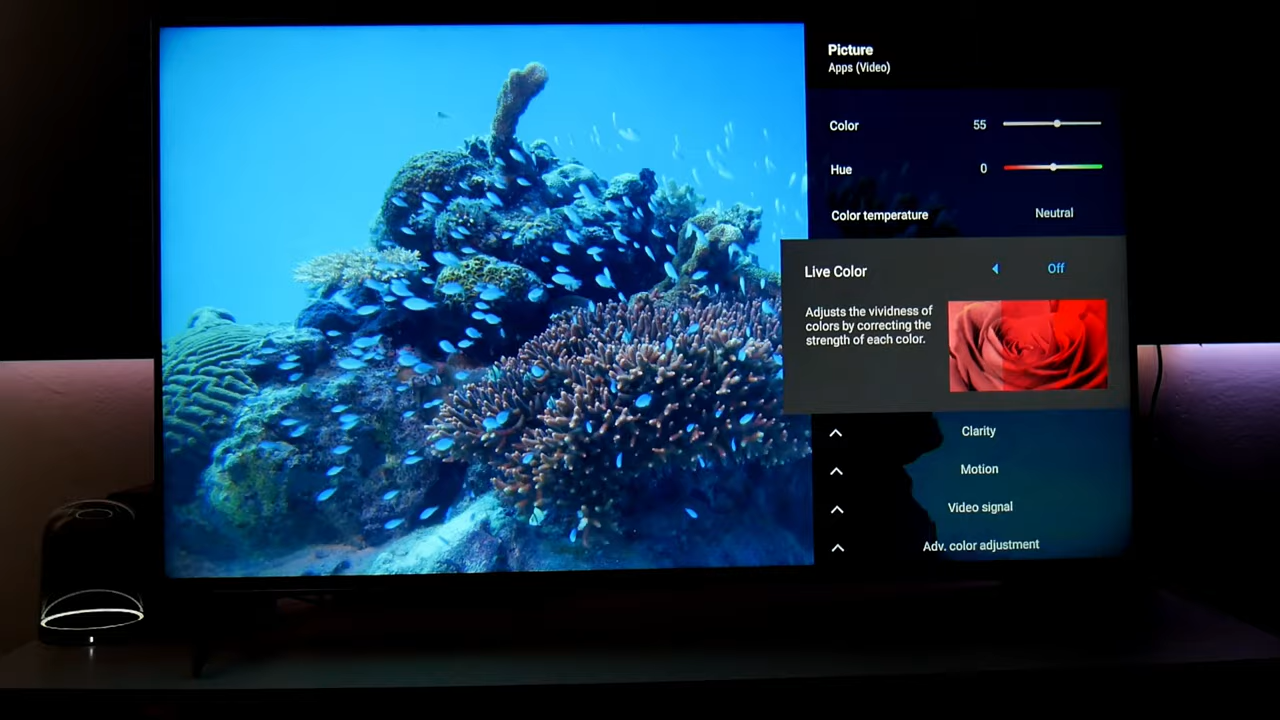 Picture
Apps (Video)
Color 55
Hue 0
Color temperature Neutral
Live Color Off
Adjusts the vividness of
colors by correcting the
strength of each color.
Clarity
Motion
Video signal
Adv. color adjustment